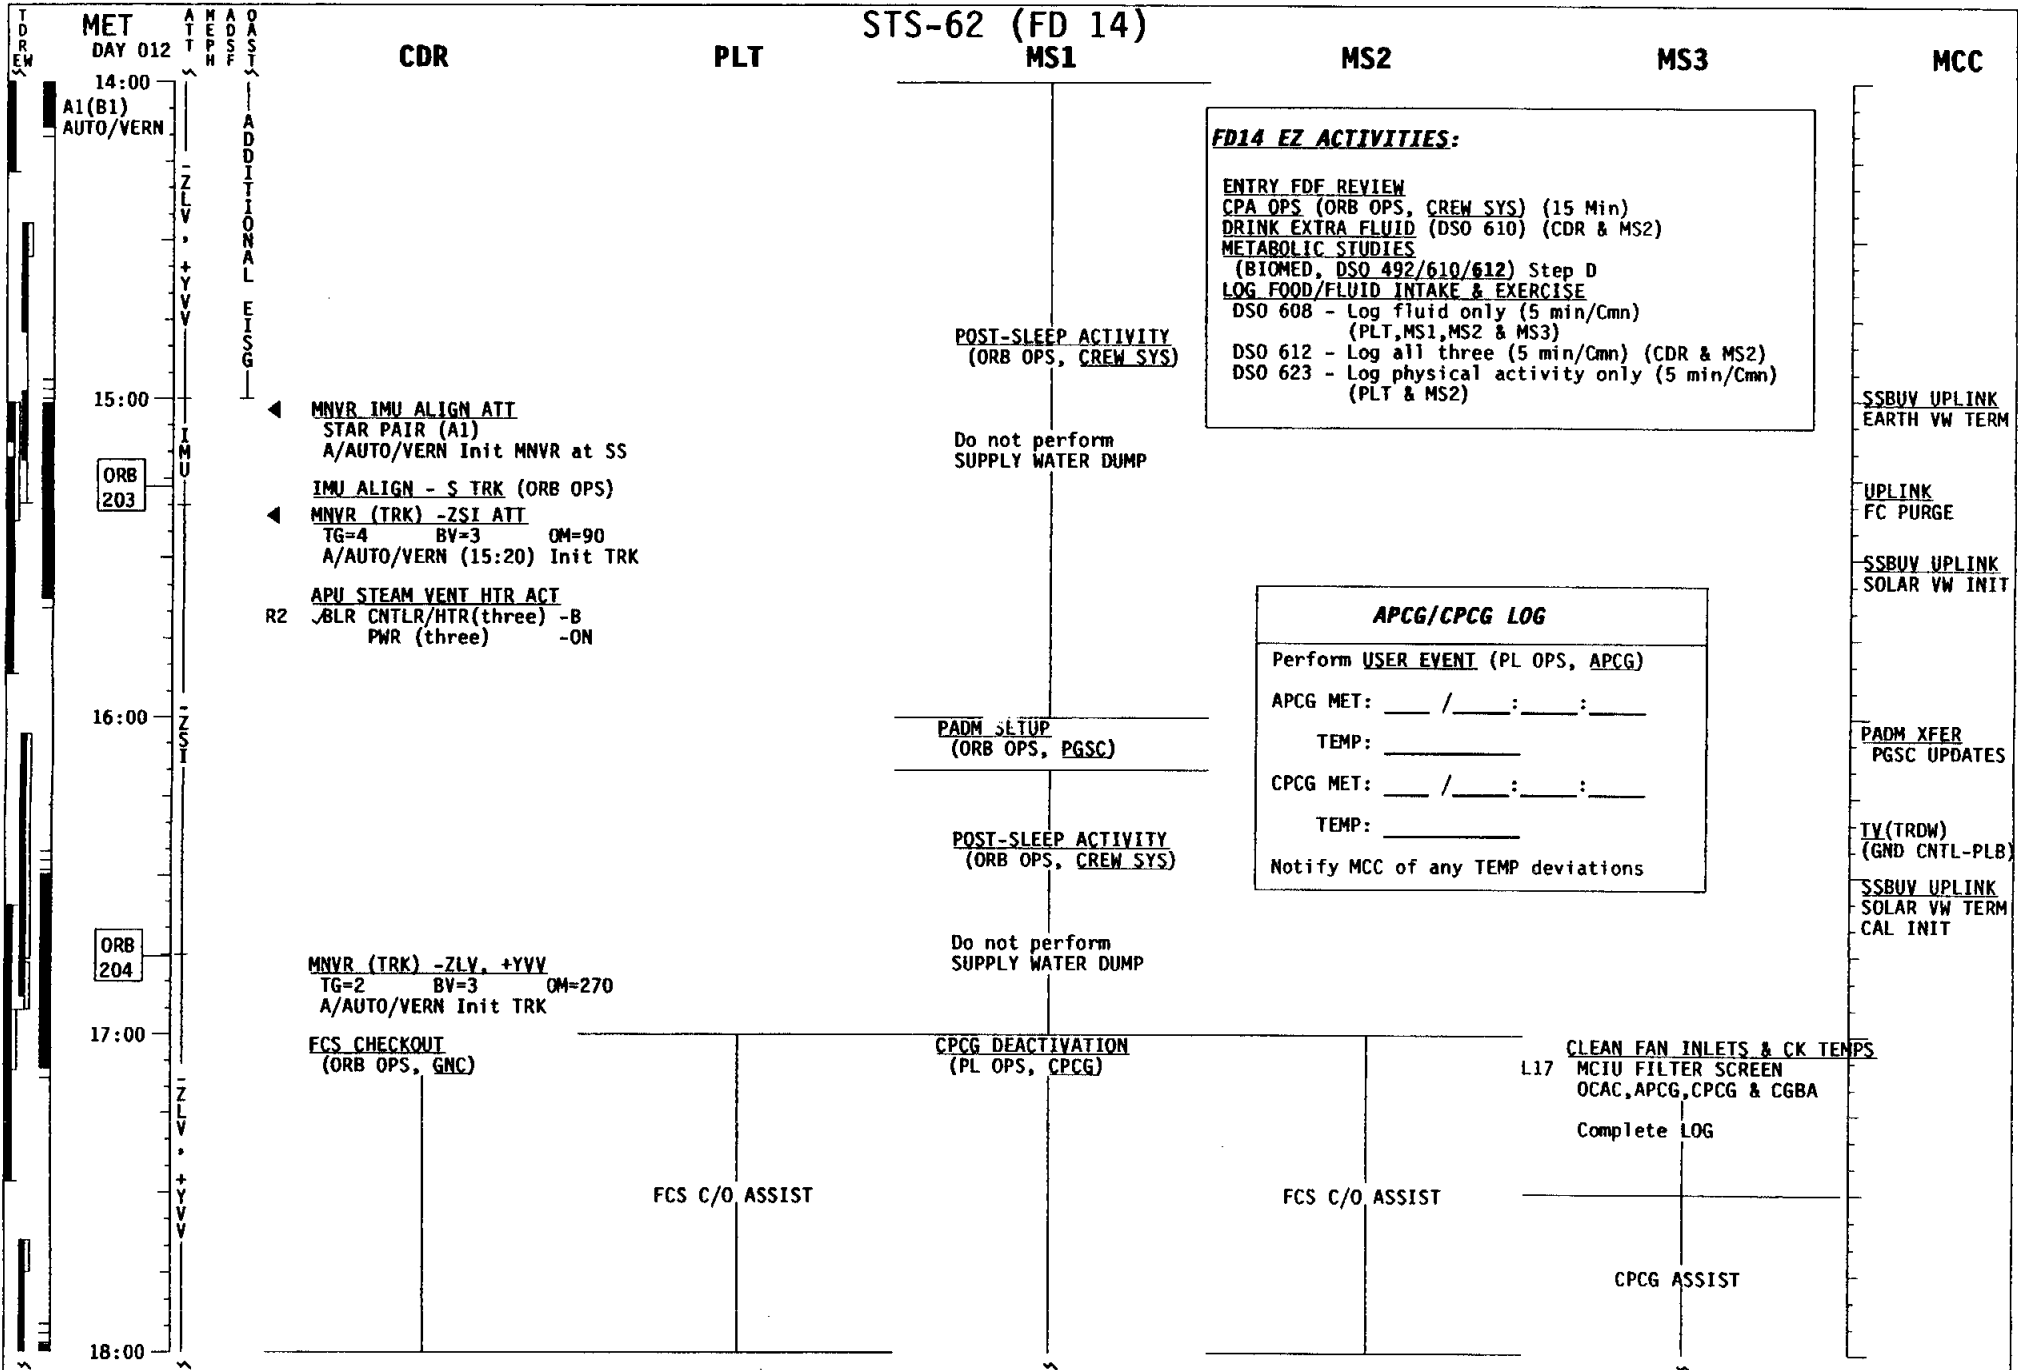 STS-62 (FD 14)
TDRE W
MET
DAY 012
ATT
MEPH
ADSF
OAST
CDR
PLT
MS1
MS2
MS3
MCC
14:00
A1(B1)
AUTO/VERN
-ZLV, +YVV
ADDITIONAL EISG
FD14 EZ ACTIVITIES:
ENTRY FDF REVIEW
CPA OPS (ORB OPS, CREW SYS) (15 Min)
DRINK EXTRA FLUID (DSO 610) (CDR & MS2)
METABOLIC STUDIES
(BIOMED, DSO 492/610/612) Step D
LOG FOOD/FLUID INTAKE & EXERCISE
DSO 608 - Log fluid only (5 min/Cmn)
(PLT,MS1,MS2 & MS3)
DSO 612 - Log all three (5 min/Cmn) (CDR & MS2)
DSO 623 - Log physical activity only (5 min/Cmn)
(PLT & MS2)
POST-SLEEP ACTIVITY
(ORB OPS, CREW SYS)
15:00
IMU
ORB
203
MNVR IMU ALIGN ATT
STAR PAIR (A1)
A/AUTO/VERN Init MNVR at SS
IMU ALIGN - S TRK (ORB OPS)
MNVR (TRK) -ZSI ATT
TG=4 BV=3 OM=90
A/AUTO/VERN (15:20) Init TRK
APU STEAM VENT HTR ACT
R2 √BLR CNTLR/HTR(three) -B
PWR (three) -ON
Do not perform
SUPPLY WATER DUMP
SSBUV UPLINK
EARTH VW TERM
UPLINK
FC PURGE
SSBUV UPLINK
SOLAR VW INIT
APCG/CPCG LOG
Perform USER EVENT (PL OPS, APCG)
APCG MET: ____ /_____:_____:_____
TEMP: ____________
CPCG MET: ____ /_____:_____:_____
TEMP: ____________
Notify MCC of any TEMP deviations
16:00
-ZSI
PADM SETUP
(ORB OPS, PGSC)
PADM XFER
PGSC UPDATES
POST-SLEEP ACTIVITY
(ORB OPS, CREW SYS)
TV(TRDW)
(GND CNTL-PLB)
SSBUV UPLINK
SOLAR VW TERM
CAL INIT
ORB
204
MNVR (TRK) -ZLV, +YVV
TG=2 BV=3 OM=270
A/AUTO/VERN Init TRK
Do not perform
SUPPLY WATER DUMP
17:00
-ZLV, +YVV
FCS CHECKOUT
(ORB OPS, GNC)
CPCG DEACTIVATION
(PL OPS, CPCG)
CLEAN FAN INLETS & CK TEMPS
L17 MCIU FILTER SCREEN
OCAC,APCG,CPCG & CGBA
Complete LOG
FCS C/O ASSIST
FCS C/O ASSIST
CPCG ASSIST
18:00